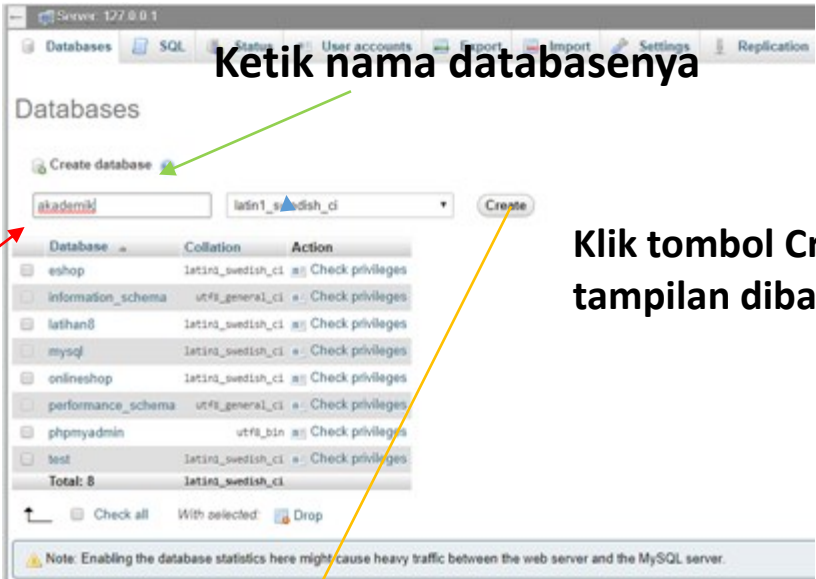 Server: 127.0.0.1
Databases SQL Status User accounts Export Import Settings Replication
Ketik nama databasenya
Databases
Create database
akademik latin1_swedish_ci Create
Klik tombol Cr
tampilan diba
Database Collation Action
eshop latin1_swedish_ci Check privileges
information_schema utf8_general_ci Check privileges
latihan8 latin1_swedish_ci Check privileges
mysql latin1_swedish_ci Check privileges
onlineshop latin1_swedish_ci Check privileges
performance_schema utf8_general_ci Check privileges
phpmyadmin utf8_bin Check privileges
test latin1_swedish_ci Check privileges
Total: 8 latin1_swedish_ci
Check all With selected: Drop
Note: Enabling the database statistics here might cause heavy traffic between the web server and the MySQL server.